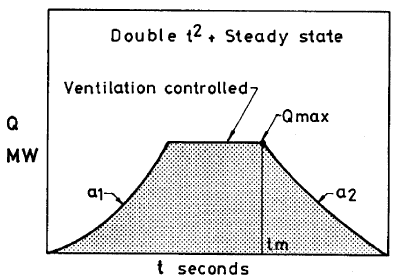 Double t² + Steady state
Ventilation controlled
Qmax
Q
MW
a1
a2
tm
t seconds